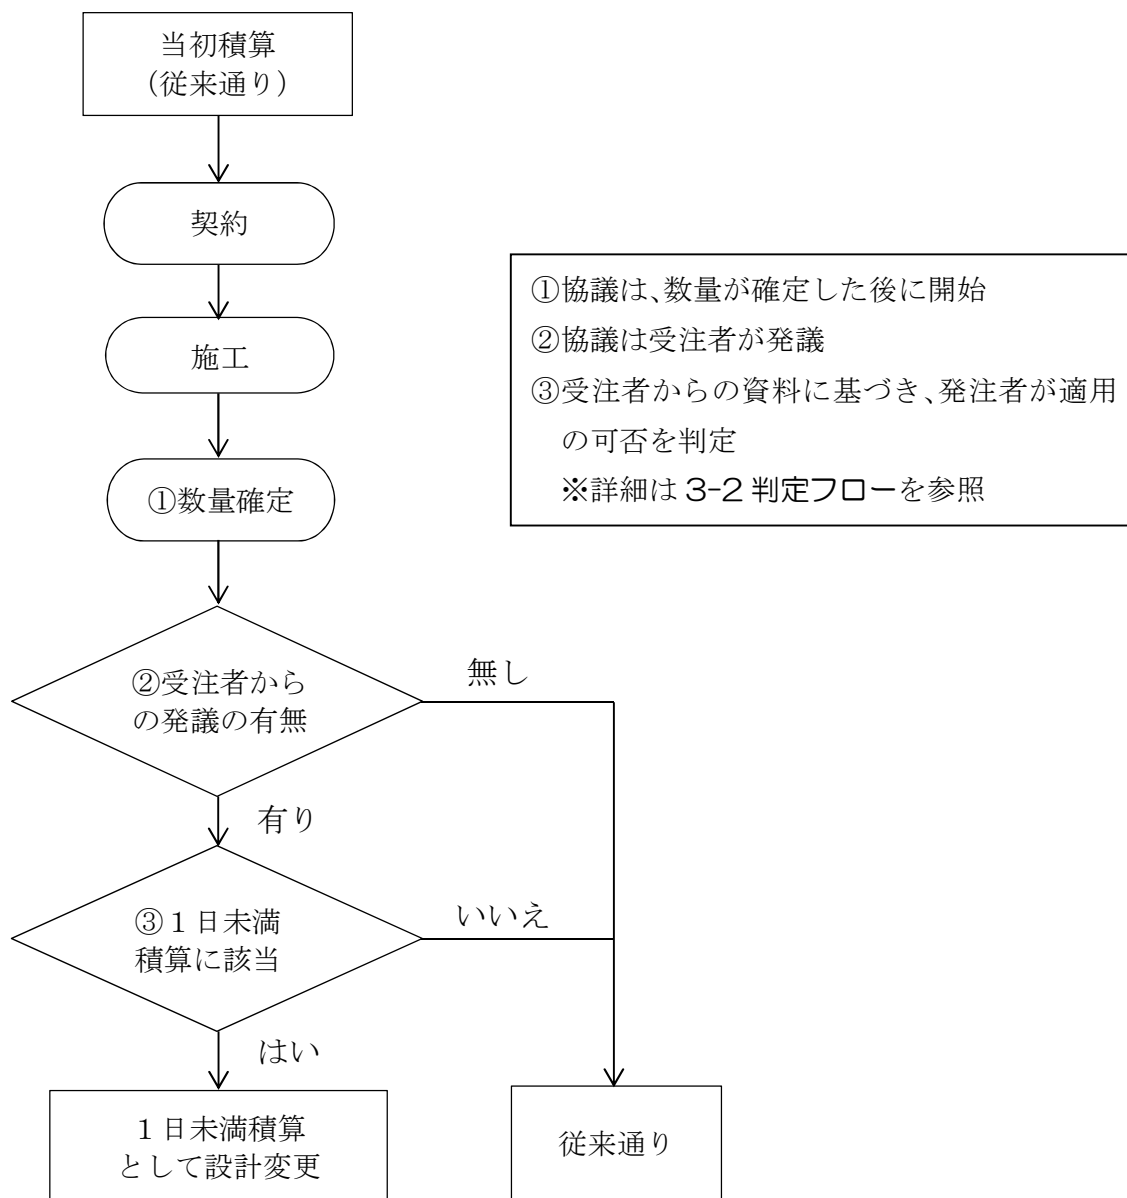 当初積算
（従来通り）
契約
施工
①数量確定
①協議は、数量が確定した後に開始
②協議は受注者が発議
③受注者からの資料に基づき、発注者が適用
の可否を判定
※詳細は 3-2 判定フローを参照
②受注者から
の発議の有無
無し
有り
③１日未満
積算に該当
いいえ
はい
１日未満積算
として設計変更
従来通り